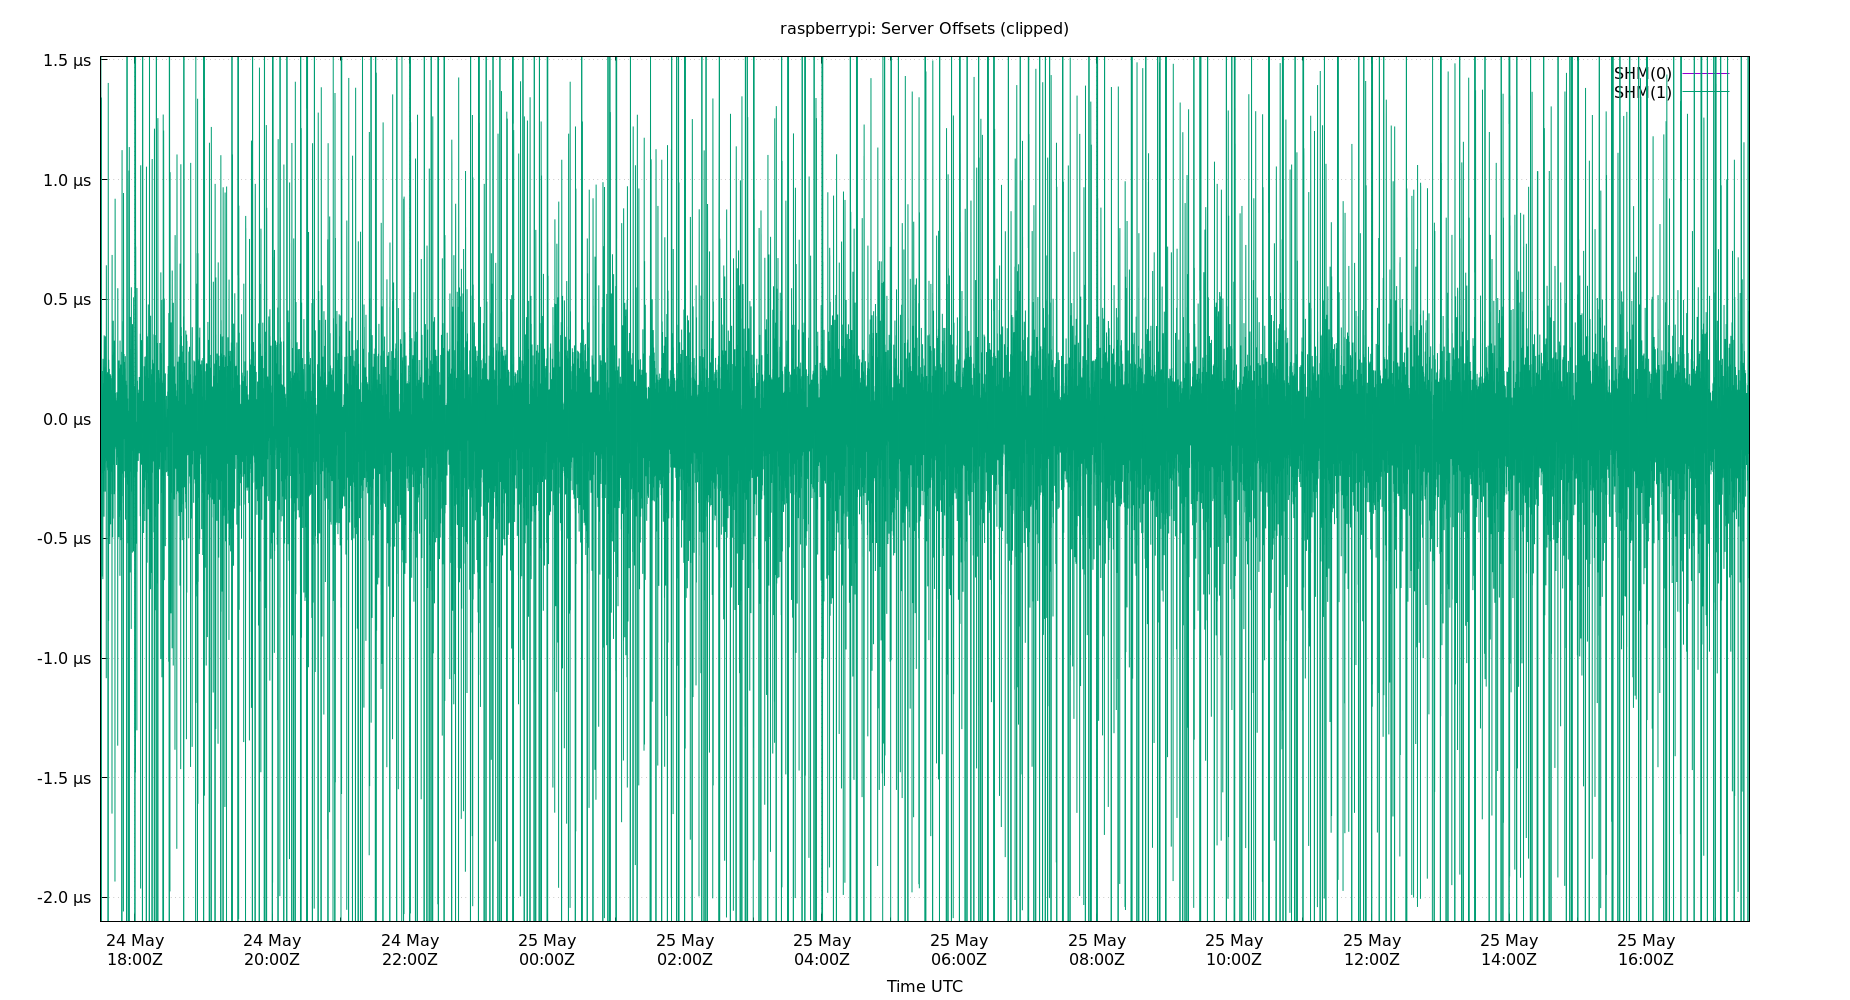 raspberrypi: Server Offsets (clipped)
1.5 µs
1.0 µs
0.5 µs
0.0 µs
-0.5 µs
-1.0 µs
-1.5 µs
-2.0 µs
SHM(0)
SHM(1)
24 May 24 May 24 May 25 May 25 May 25 May 25 May 25 May 25 May 25 May 25 May 25 May
18:00Z 20:00Z 22:00Z 00:00Z 02:00Z 04:00Z 06:00Z 08:00Z 10:00Z 12:00Z 14:00Z 16:00Z
Time UTC